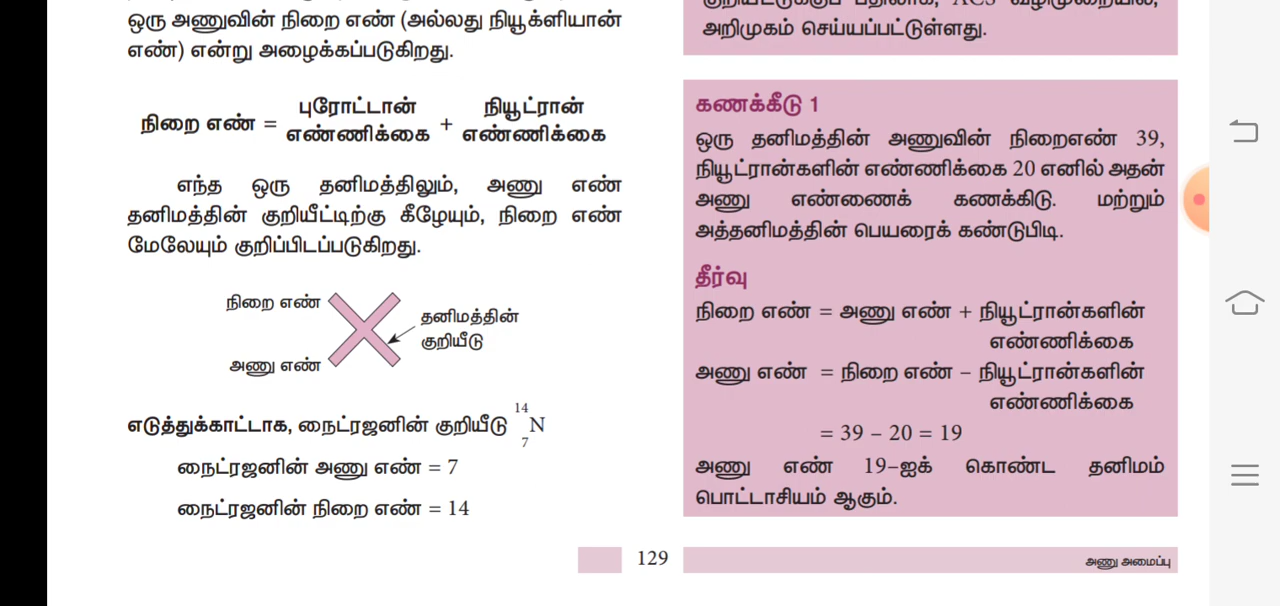 ஒரு அணுவின் நிறை எண் (அல்லது நியூக்ளியான்
எண்) என்று அழைக்கப்படுகிறது.
நிறை எண் = புரோட்டான் எண்ணிக்கை + நியூட்ரான் எண்ணிக்கை
எந்த ஒரு தனிமத்திலும், அணு எண்
தனிமத்தின் குறியீட்டிற்கு கீழேயும், நிறை எண்
மேலேயும் குறிப்பிடப்படுகிறது.
நிறை எண்
தனிமத்தின்
குறியீடு
அணு எண்
எடுத்துக்காட்டாக, நைட்ரஜனின் குறியீடு ¹⁴₇N
நைட்ரஜனின் அணு எண் = 7
நைட்ரஜனின் நிறை எண் = 14
அறிமுகம் செய்யப்பட்டுள்ளது.
கணக்கீடு 1
ஒரு தனிமத்தின் அணுவின் நிறைஎண் 39,
நியூட்ரான்களின் எண்ணிக்கை 20 எனில் அதன்
அணு எண்ணைக் கணக்கிடு. மற்றும்
அத்தனிமத்தின் பெயரைக் கண்டுபிடி.
தீர்வு
நிறை எண் = அணு எண் + நியூட்ரான்களின்
எண்ணிக்கை
அணு எண் = நிறை எண் – நியூட்ரான்களின்
எண்ணிக்கை
= 39 – 20 = 19
அணு எண் 19-ஐக் கொண்ட தனிமம்
பொட்டாசியம் ஆகும்.
129
அணு அமைப்பு